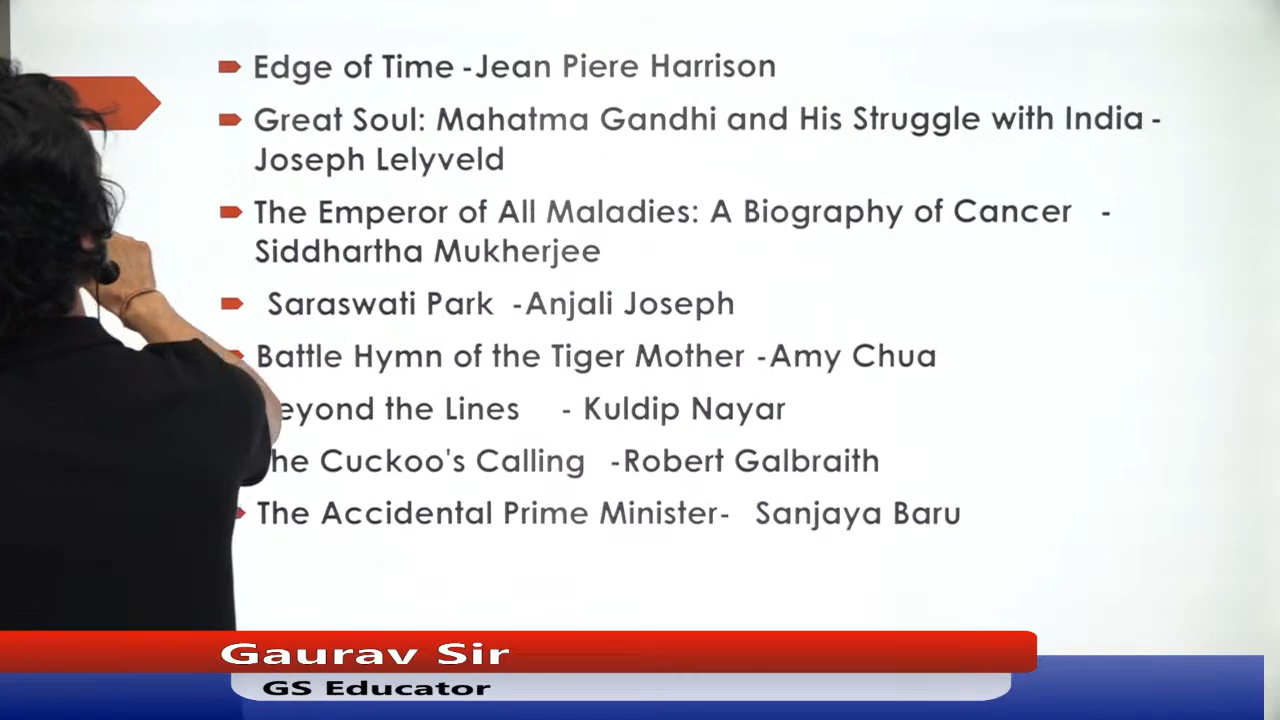 Edge of Time -Jean Piere Harrison
Great Soul: Mahatma Gandhi and His Struggle with India -
Joseph Lelyveld
The Emperor of All Maladies: A Biography of Cancer -
Siddhartha Mukherjee
Saraswati Park -Anjali Joseph
Battle Hymn of the Tiger Mother -Amy Chua
eyond the Lines - Kuldip Nayar
he Cuckoo's Calling -Robert Galbraith
The Accidental Prime Minister- Sanjaya Baru
Gaurav Sir
GS Educator